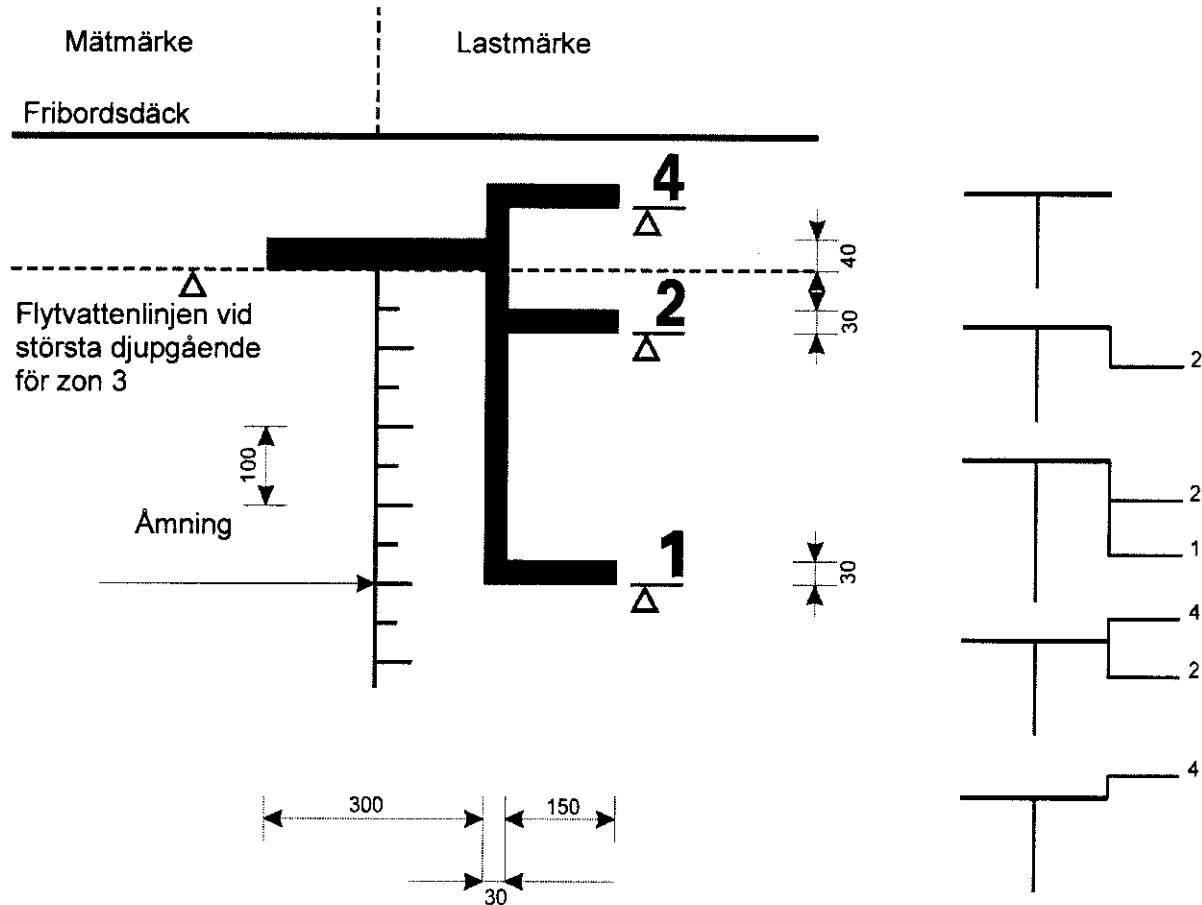 Mätmärke
Lastmärke
Fribordsdäck
4
40
2
30
Flytvattenlinjen vid
största djupgående
för zon 3
100
Åmning
1
30
300
150
30
2
2
1
4
2
4